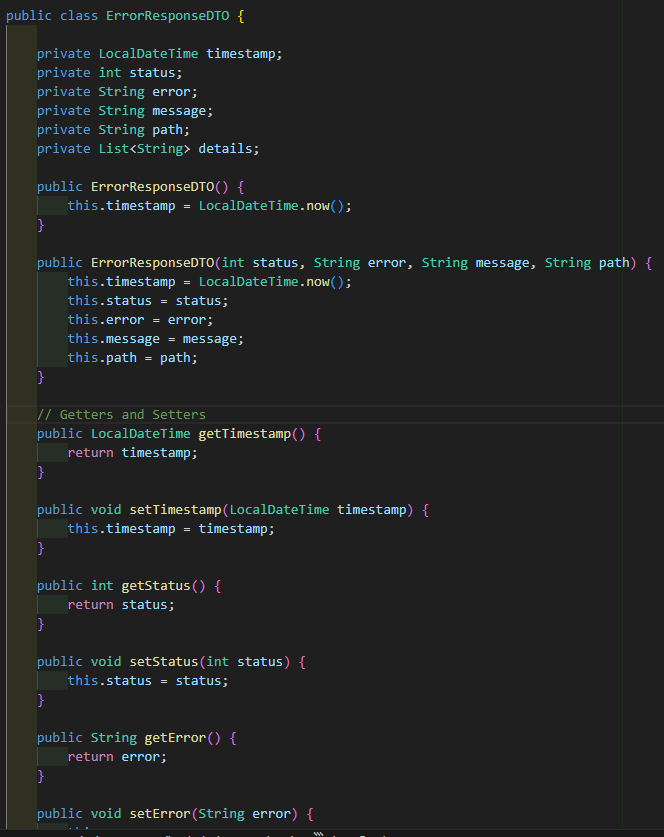 public class ErrorResponseDTO {
private LocalDateTime timestamp;
private int status;
private String error;
private String message;
private String path;
private List<String> details;
public ErrorResponseDTO() {
this.timestamp = LocalDateTime.now();
}
public ErrorResponseDTO(int status, String error, String message, String path) {
this.timestamp = LocalDateTime.now();
this.status = status;
this.error = error;
this.message = message;
this.path = path;
}
// Getters and Setters
public LocalDateTime getTimestamp() {
return timestamp;
}
public void setTimestamp(LocalDateTime timestamp) {
this.timestamp = timestamp;
}
public int getStatus() {
return status;
}
public void setStatus(int status) {
this.status = status;
}
public String getError() {
return error;
}
public void setError(String error) {